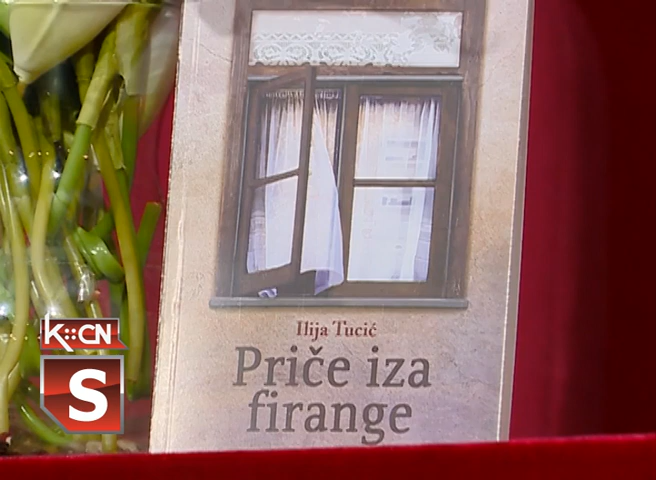 Ilija Tucić
Priče iza
firange
K::CN
S